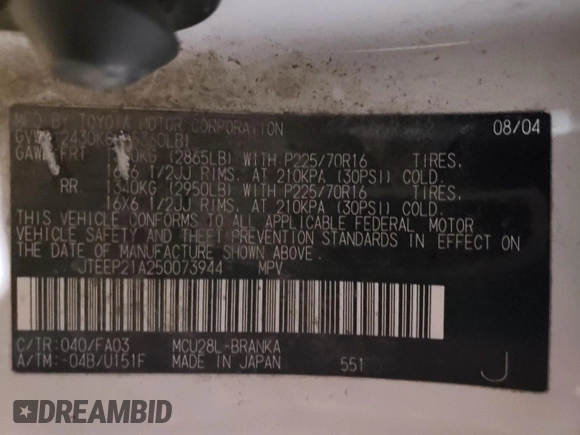 MFD BY TOYOTA MOTOR CORPORATION 08/04
GVWR 2430KG
GAWR FRT (2865LB) WITH P225/70R16 TIRES.
1/2JJ RIMS. AT 210KPA (30PSI) COLD.
RR 1340KG (2950LB) WITH P225/70R16 TIRES.
16X6 1/2JJ RIMS. AT 210KPA (30PSI) COLD.
THIS VEHICLE CONFORMS TO ALL APPLICABLE FEDERAL MOTOR
VEHICLE SAFETY AND THEFT PREVENTION STANDARDS IN EFFECT ON
THE DATE OF MANUFACTURE SHOWN ABOVE.
JTEEP21A250073944 MPV
C/TR: 040/FA03 MCU28L-BRANKA
A/TM: -04B/U151F MADE IN JAPAN 551 J
DREAMBID